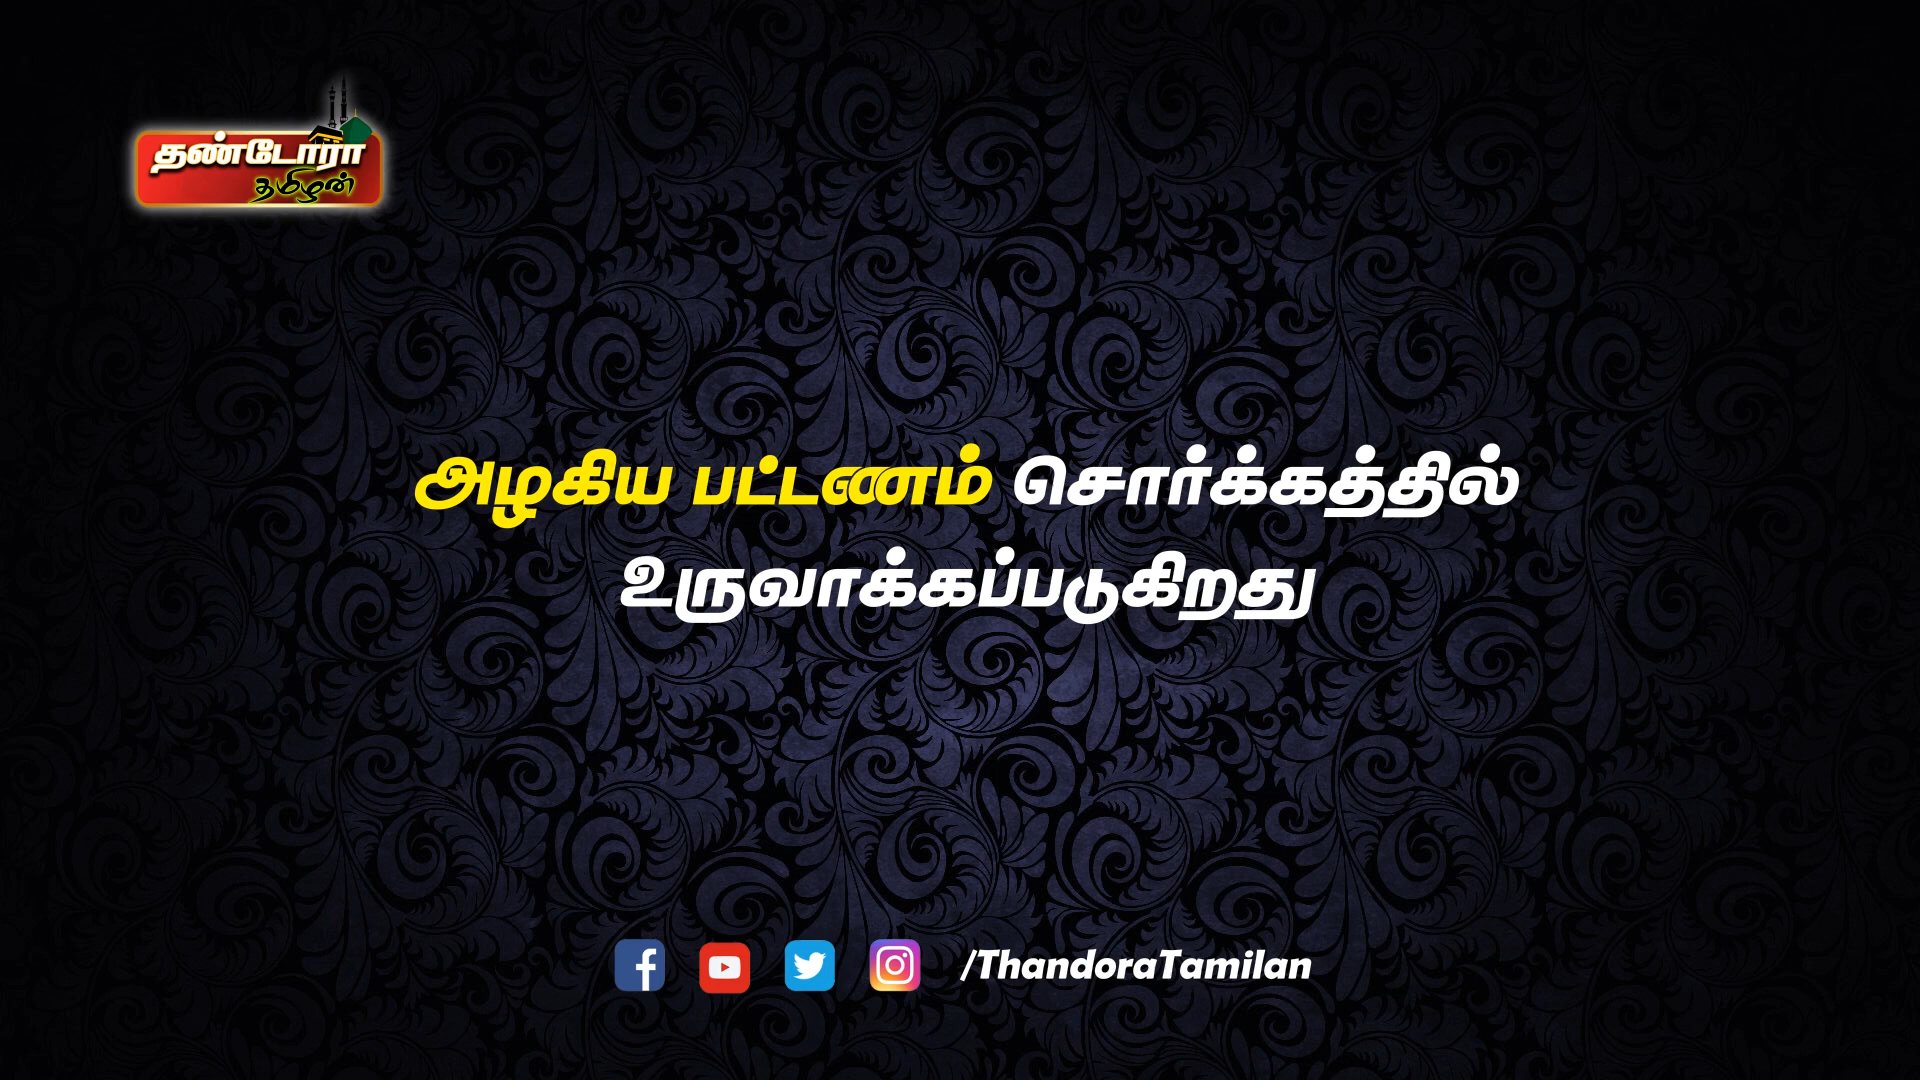 தண்டோரா
தமிழன்
அழகிய பட்டணம் சொர்க்கத்தில்
உருவாக்கப்படுகிறது
/ThandoraTamilan